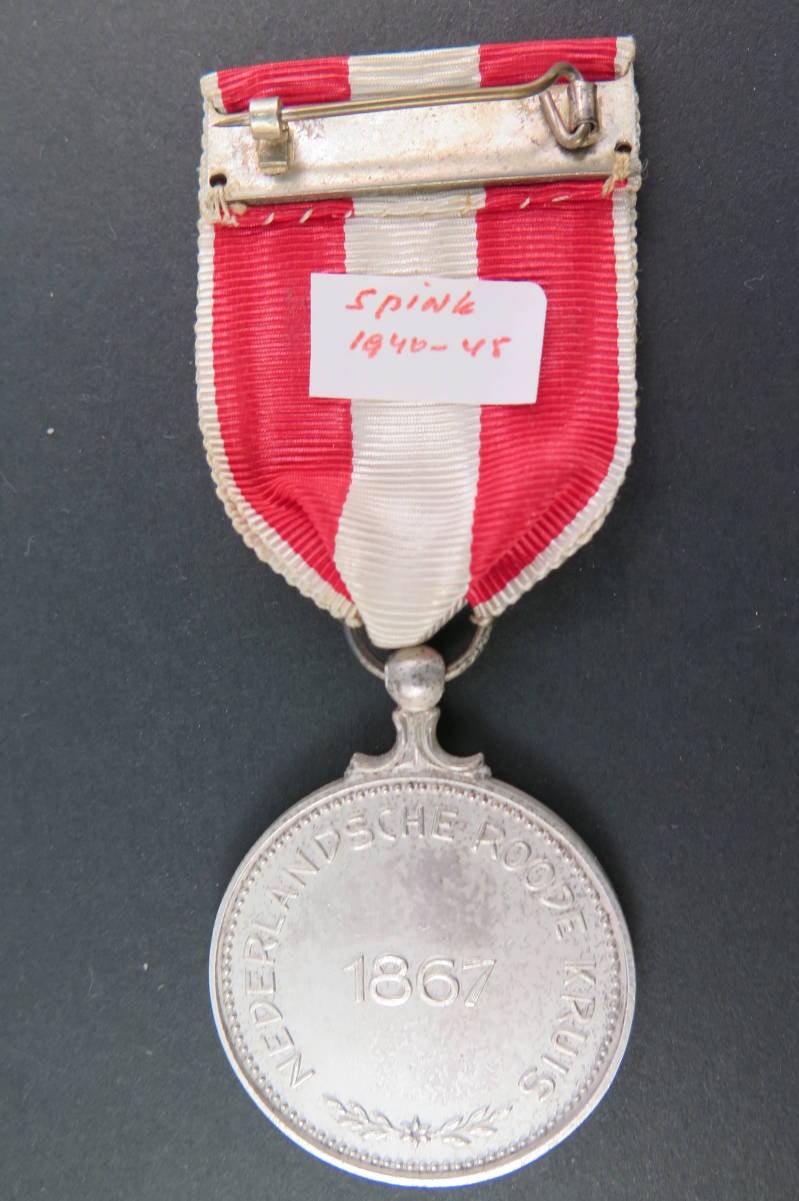 Spink
1940-45
NEDERLANDSCHE ROODE KRUIS
1867